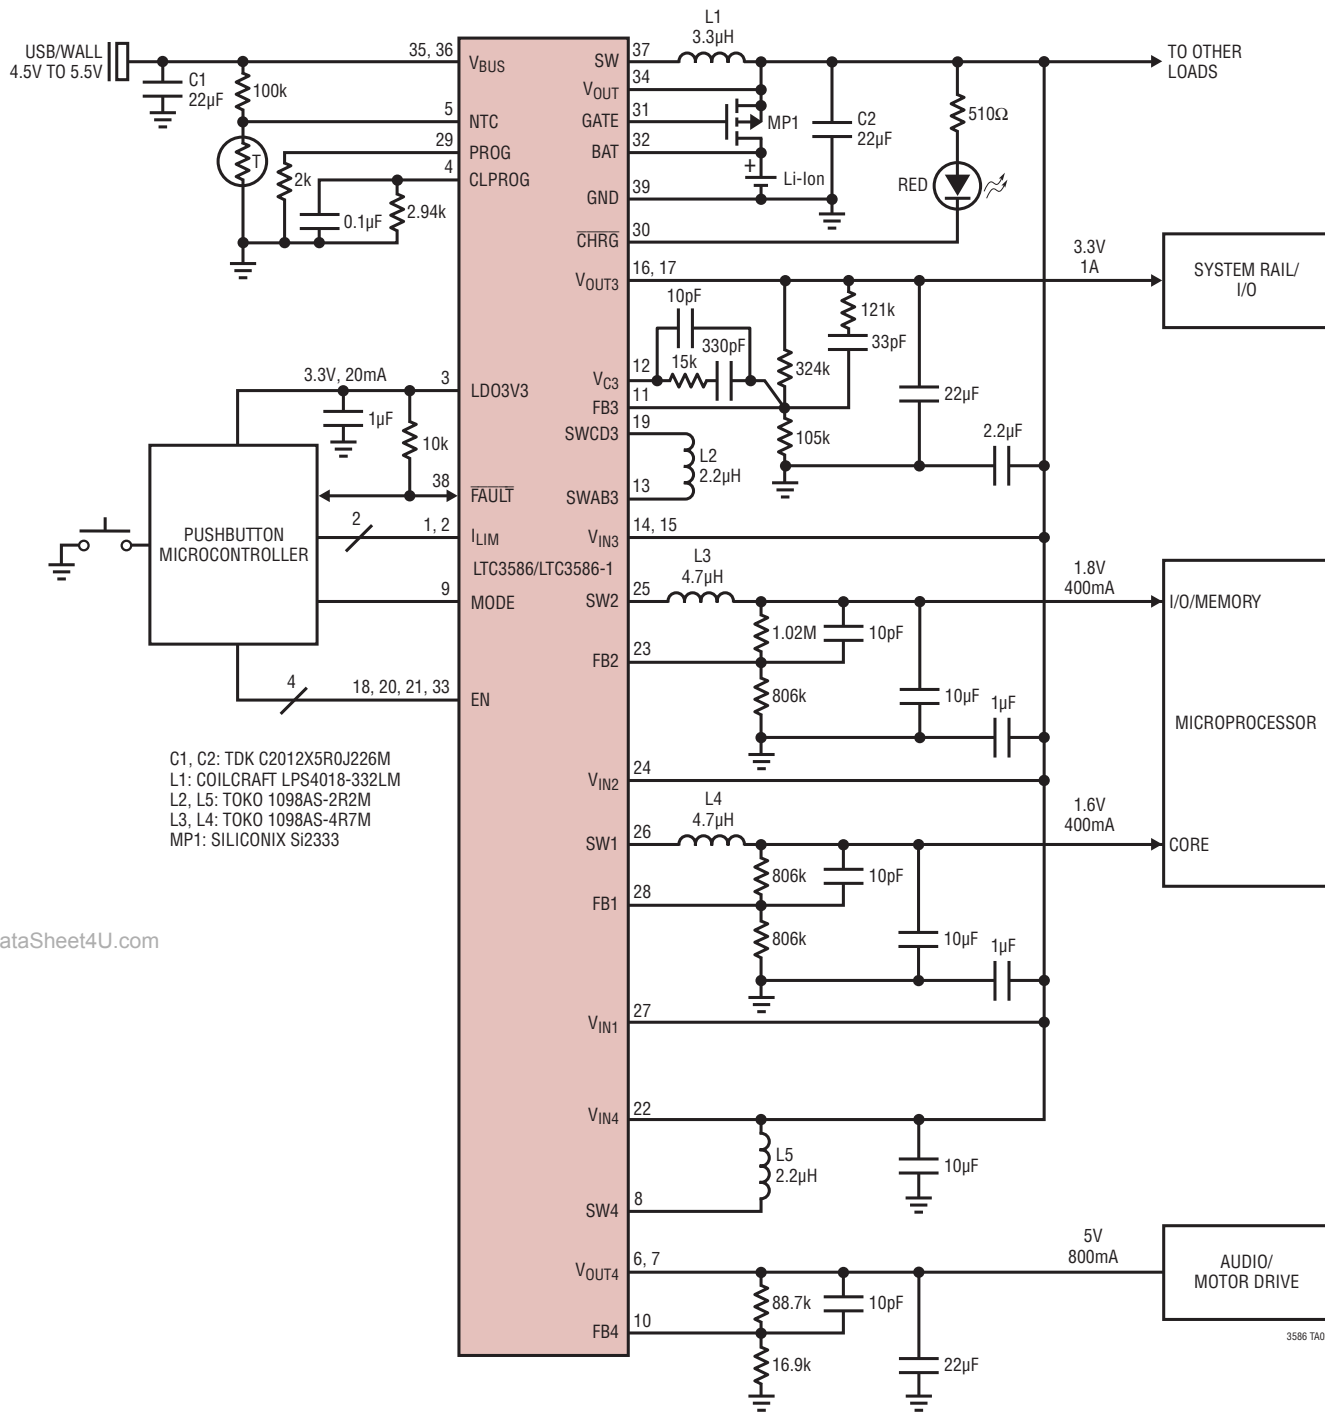 L1
3.3µH
USB/WALL
4.5V TO 5.5V
C1
22µF
100k
T
2k
0.1µF
2.94k
35, 36
VBUS
5
NTC
29
PROG
4
CLPROG
SW
37
VOUT
34
GATE
31
BAT
32
GND
39
CHRG
30
MP1
+
Li-Ion
C2
22µF
510Ω
RED
TO OTHER
LOADS
VOUT3
16, 17
3.3V
1A
SYSTEM RAIL/
I/O
10pF
330pF
15k
121k
33pF
324k
105k
22µF
2.2µF
VC3
12
FB3
11
SWCD3
19
L2
2.2µH
SWAB3
13
VIN3
14, 15
3.3V, 20mA
3
LDO3V3
1µF
10k
38
FAULT
2
1, 2
ILIM
LTC3586/LTC3586-1
9
MODE
4
18, 20, 21, 33
EN
PUSHBUTTON
MICROCONTROLLER
L3
4.7µH
SW2
25
1.8V
400mA
I/O/MEMORY
1.02M
10pF
FB2
23
806k
10µF
1µF
MICROPROCESSOR
VIN2
24
C1, C2: TDK C2012X5R0J226M
L1: COILCRAFT LPS4018-332LM
L2, L5: TOKO 1098AS-2R2M
L3, L4: TOKO 1098AS-4R7M
MP1: SILICONIX Si2333
L4
4.7µH
SW1
26
1.6V
400mA
CORE
806k
10pF
FB1
28
806k
10µF
1µF
ataSheet4U.com
VIN1
27
VIN4
22
L5
2.2µH
10µF
SW4
8
VOUT4
6, 7
5V
800mA
AUDIO/
MOTOR DRIVE
88.7k
10pF
FB4
10
16.9k
22µF
3586 TA0